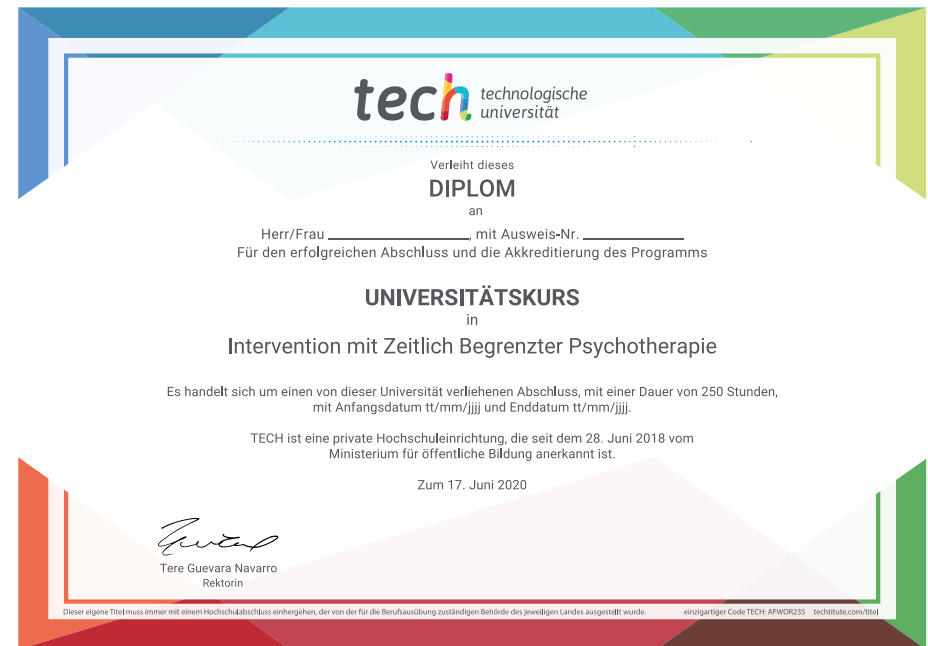 tech technologische
universität
Verleiht dieses
DIPLOM
an
Herr/Frau ____________________, mit Ausweis-Nr. ______________
Für den erfolgreichen Abschluss und die Akkreditierung des Programms
UNIVERSITÄTSKURS
in
Intervention mit Zeitlich Begrenzter Psychotherapie
Es handelt sich um einen von dieser Universität verliehenen Abschluss, mit einer Dauer von 250 Stunden,
mit Anfangsdatum tt/mm/jjjj und Enddatum tt/mm/jjjj.
TECH ist eine private Hochschuleinrichtung, die seit dem 28. Juni 2018 vom
Ministerium für öffentliche Bildung anerkannt ist.
Zum 17. Juni 2020
Tere Guevara Navarro
Rektorin
Dieser eigene Titel muss immer mit einem Hochschulabschluss einhergehen, der von der für die Berufsausübung zuständigen Behörde des jeweiligen Landes ausgestellt wurde. einzigartiger Code TECH: AFWOR23S techtitute.com/titel